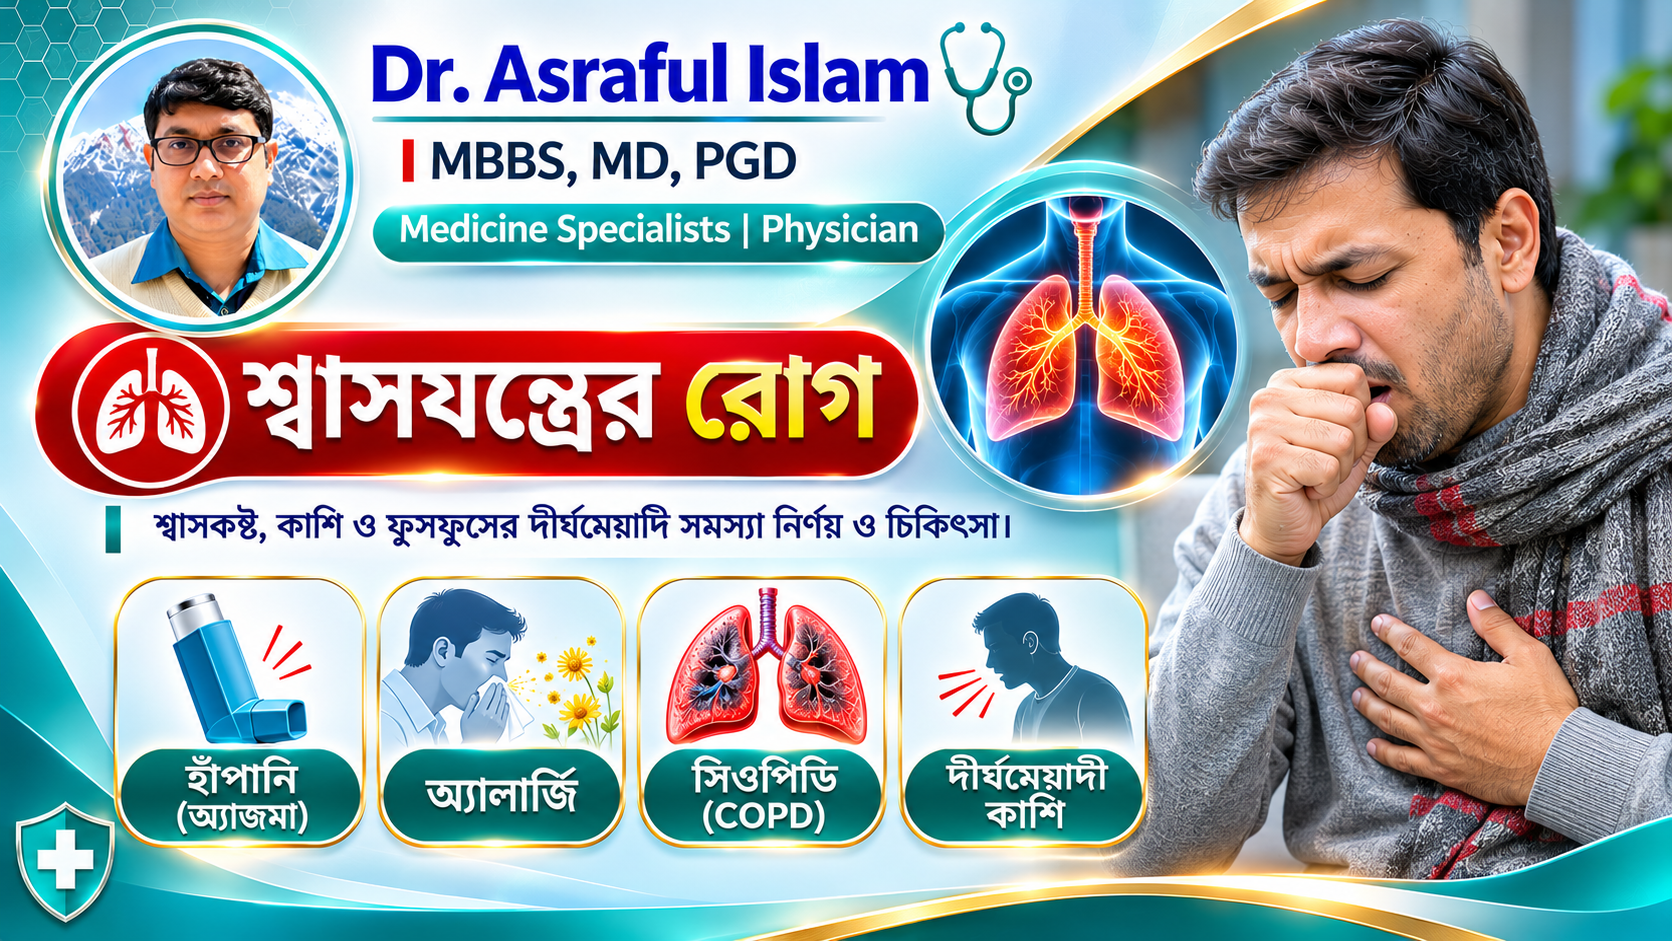 Dr. Asraful Islam
MBBS, MD, PGD
Medicine Specialists | Physician
শ্বাসযন্ত্রের রোগ
শ্বাসকষ্ট, কাশি ও ফুসফুসের দীর্ঘমেয়াদি সমস্যা নির্ণয় ও চিকিৎসা।
হাঁপানি
(অ্যাজমা)
অ্যালার্জি
সিওপিডি
(COPD)
দীর্ঘমেয়াদী
কাশি